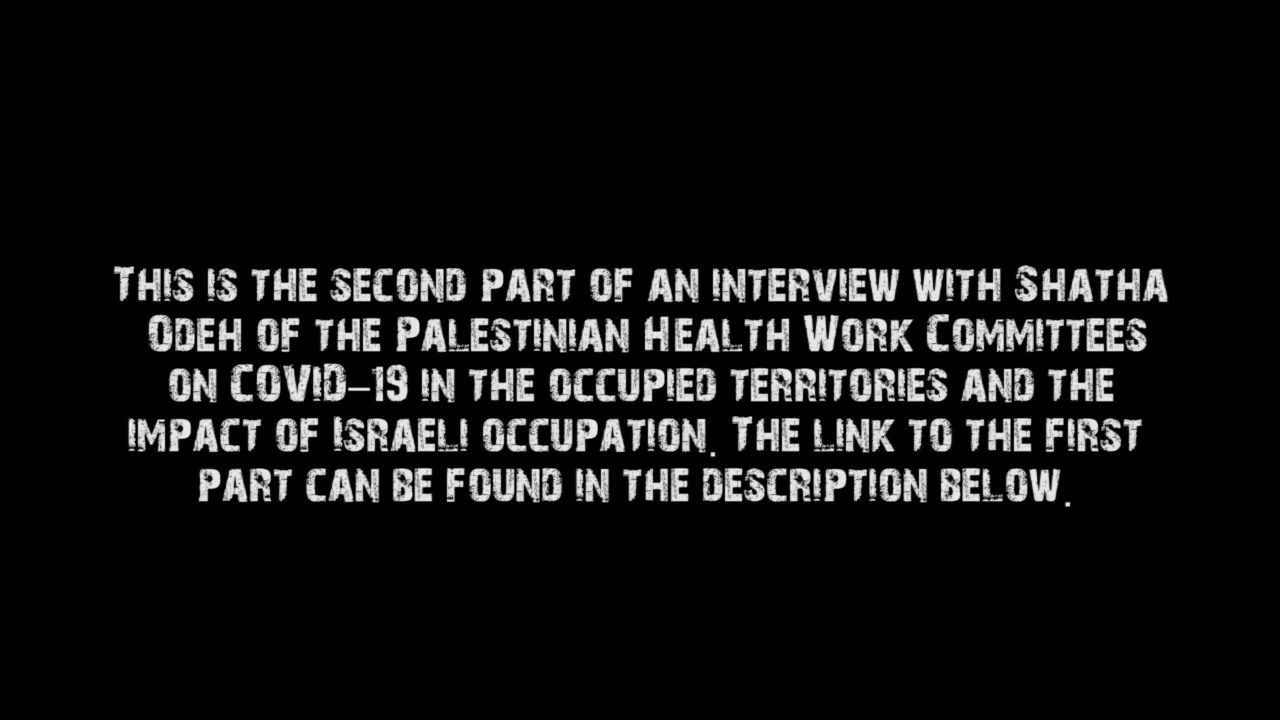 This is the second part of an interview with Shatha
Odeh of the Palestinian Health Work Committees
on COVID-19 in the occupied territories and the
impact of Israeli occupation. The link to the first
part can be found in the description below.